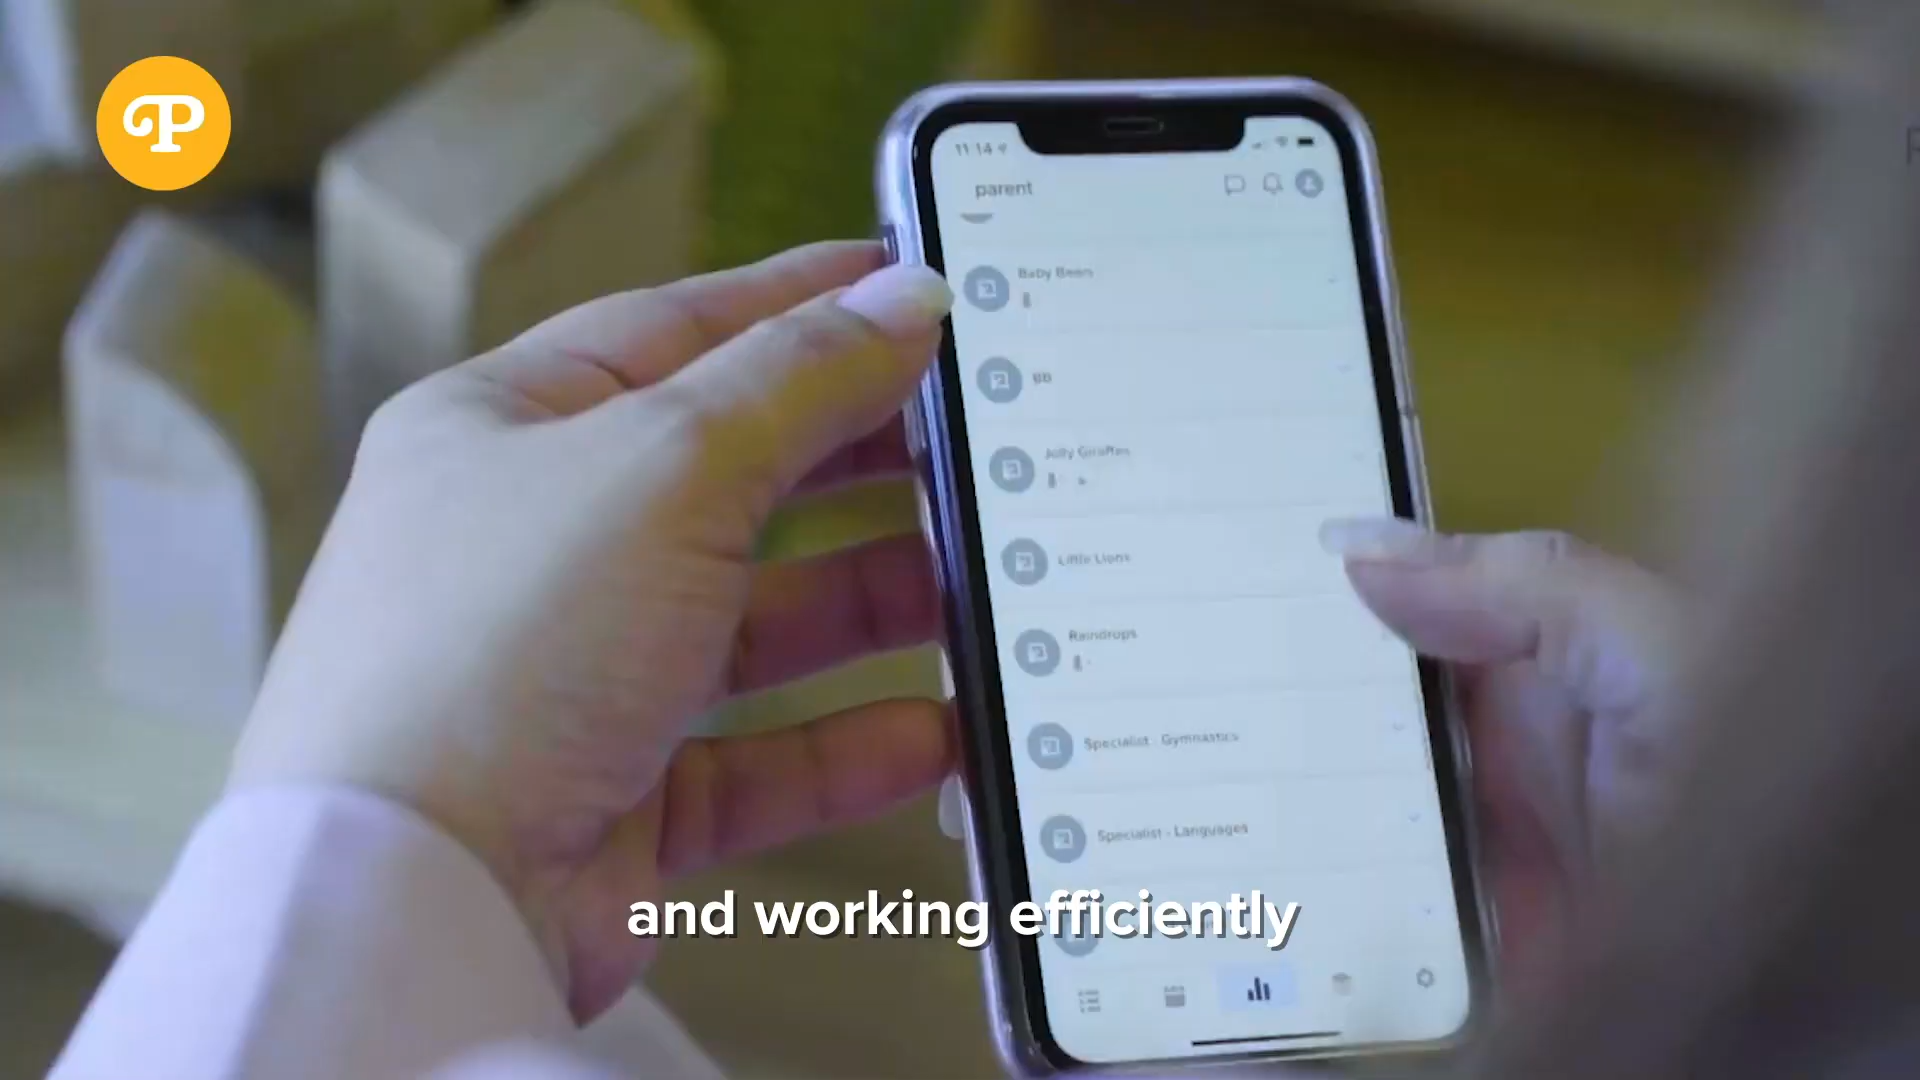 P
11:14
parent
Baby Bears
BB
Jolly Giraffes
Little Lions
Raindrops
Specialist - Gymnastics
Specialist - Languages
and working efficiently